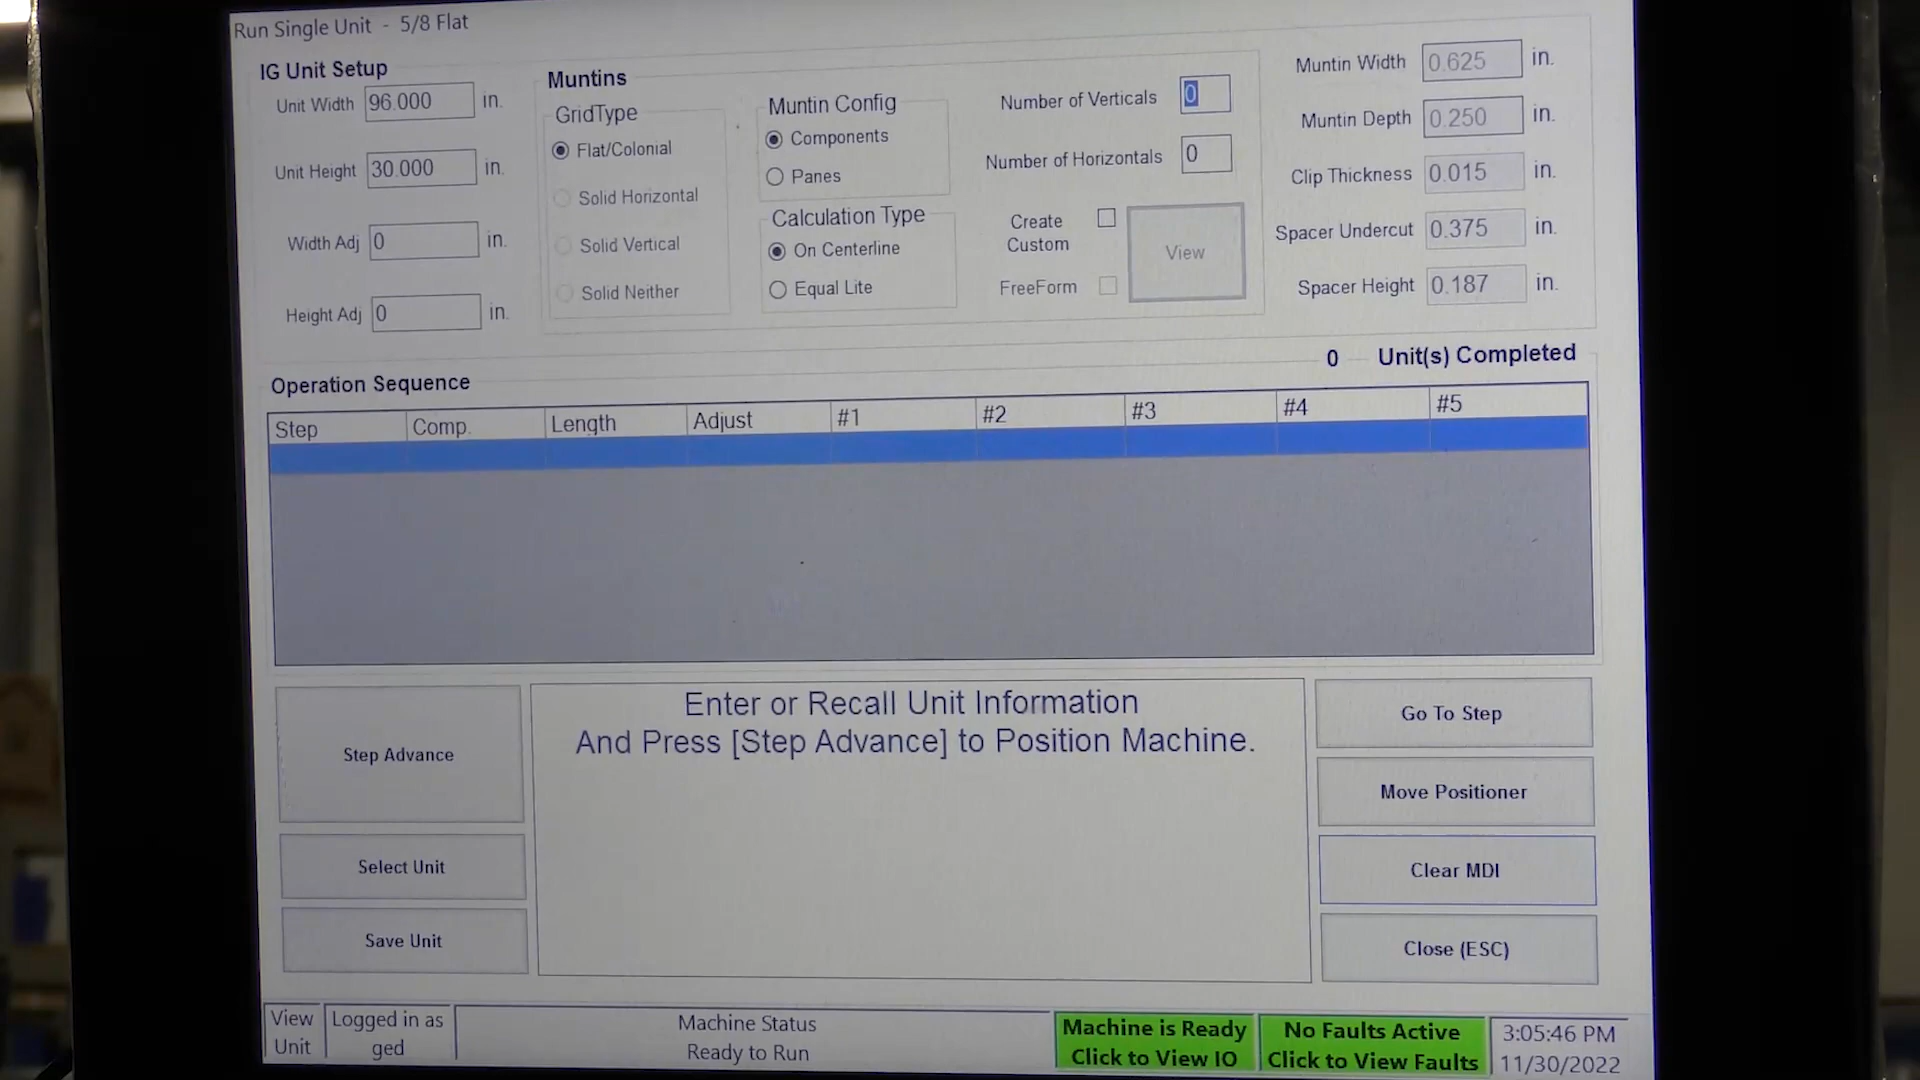 Run Single Unit - 5/8 Flat
IG Unit Setup
Unit Width 96.000 in.
Unit Height 30.000 in.
Width Adj 0 in.
Height Adj 0 in.
Muntins
GridType
Flat/Colonial
Solid Horizontal
Solid Vertical
Solid Neither
Muntin Config
Components
Panes
Calculation Type
On Centerline
Equal Lite
Number of Verticals 0
Number of Horizontals 0
Create
Custom
FreeForm
View
Muntin Width 0.625 in.
Muntin Depth 0.250 in.
Clip Thickness 0.015 in.
Spacer Undercut 0.375 in.
Spacer Height 0.187 in.
0 Unit(s) Completed
Operation Sequence
Step Comp. Length Adjust #1 #2 #3 #4 #5
Step Advance
Select Unit
Save Unit
Enter or Recall Unit Information
And Press [Step Advance] to Position Machine.
Go To Step
Move Positioner
Clear MDI
Close (ESC)
View
Unit
Logged in as
ged
Machine Status
Ready to Run
Machine is Ready
Click to View IO
No Faults Active
Click to View Faults
3:05:46 PM
11/30/2022